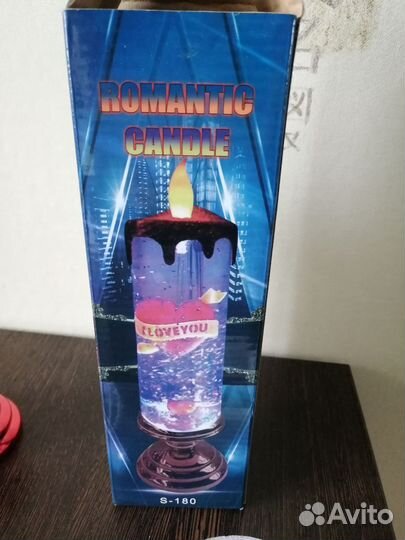 ROMANTIC
CANDLE
I LOVE YOU
S-180
Avito